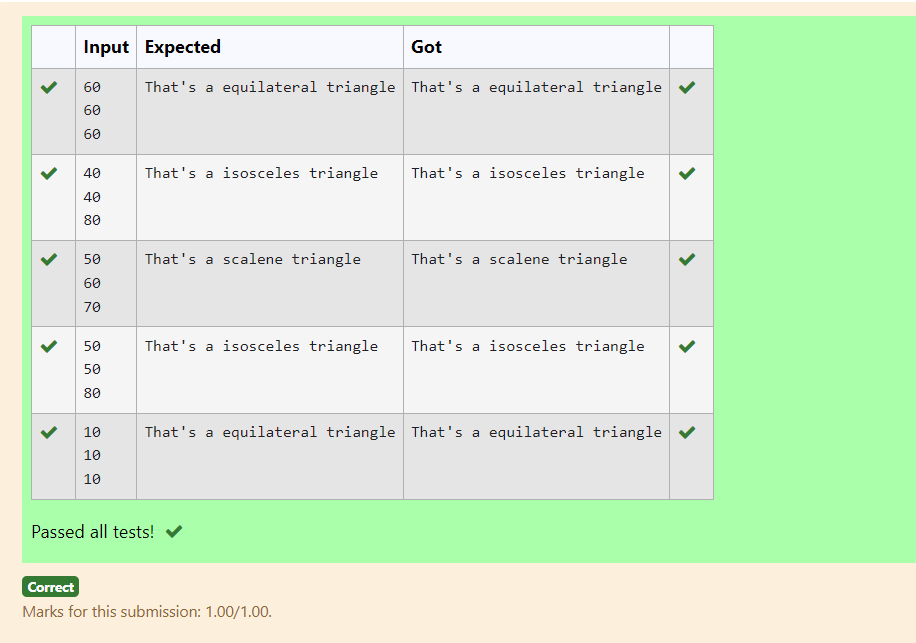 Input Expected Got
60 That's a equilateral triangle That's a equilateral triangle
60
60
40 That's a isosceles triangle That's a isosceles triangle
40
80
50 That's a scalene triangle That's a scalene triangle
60
70
50 That's a isosceles triangle That's a isosceles triangle
50
80
10 That's a equilateral triangle That's a equilateral triangle
10
10
Passed all tests!
Correct
Marks for this submission: 1.00/1.00.